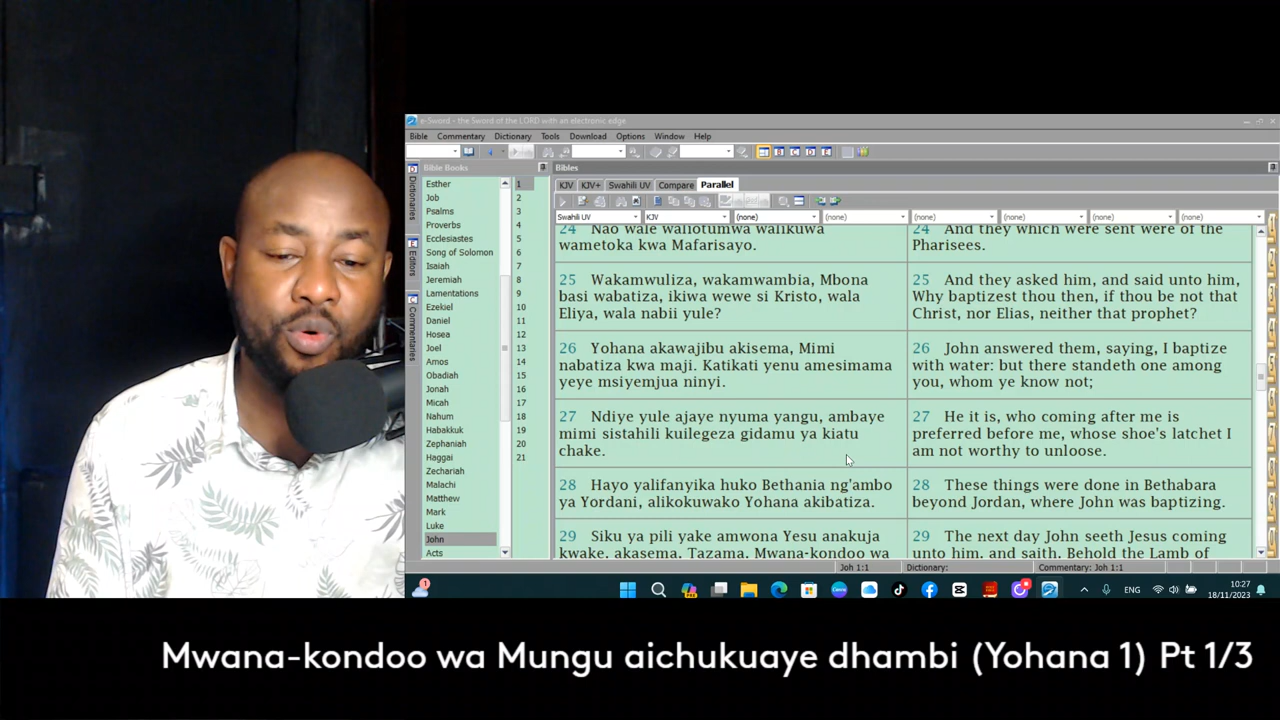 e-Sword - the Sword of the LORD with an electronic edge
Bible Commentary Dictionary Tools Download Options Window Help
Bible Books
Bibles
KJV KJV+ Swahili UV Compare Parallel
Swahili UV KJV (none) (none) (none) (none) (none) (none)
Dictionaries
Editors
Commentaries
Esther
Job
Psalms
Proverbs
Ecclesiastes
Song of Solomon
Isaiah
Jeremiah
Lamentations
Ezekiel
Daniel
Hosea
Joel
Amos
Obadiah
Jonah
Micah
Nahum
Habakkuk
Zephaniah
Haggai
Zechariah
Malachi
Matthew
Mark
Luke
John
Acts
1
2
3
4
5
6
7
8
9
10
11
12
13
14
15
16
17
18
19
20
21
24 Nao wale waliotumwa walikuwa
wametoka kwa Mafarisayo.
25 Wakamwuliza, wakamwambia, Mbona
basi wabatiza, ikiwa wewe si Kristo, wala
Eliya, wala nabii yule?
26 Yohana akawajibu akisema, Mimi
nabatiza kwa maji. Katikati yenu amesimama
yeye msiyemjua ninyi.
27 Ndiye yule ajaye nyuma yangu, ambaye
mimi sistahili kuilegeza gidamu ya kiatu
chake.
28 Hayo yalifanyika huko Bethania ng'ambo
ya Yordani, alikokuwako Yohana akibatiza.
29 Siku ya pili yake amwona Yesu anakuja
kwake, akasema, Tazama, Mwana-kondoo wa
24 And they which were sent were of the
Pharisees.
25 And they asked him, and said unto him,
Why baptizest thou then, if thou be not that
Christ, nor Elias, neither that prophet?
26 John answered them, saying, I baptize
with water: but there standeth one among
you, whom ye know not;
27 He it is, who coming after me is
preferred before me, whose shoe's latchet I
am not worthy to unloose.
28 These things were done in Bethabara
beyond Jordan, where John was baptizing.
29 The next day John seeth Jesus coming
unto him, and saith, Behold the Lamb of
Joh 1:1 Dictionary: Commentary: Joh 1:1
1
ENG
10:27
18/11/2023
Mwana-kondoo wa Mungu aichukuaye dhambi (Yohana 1) Pt 1/3